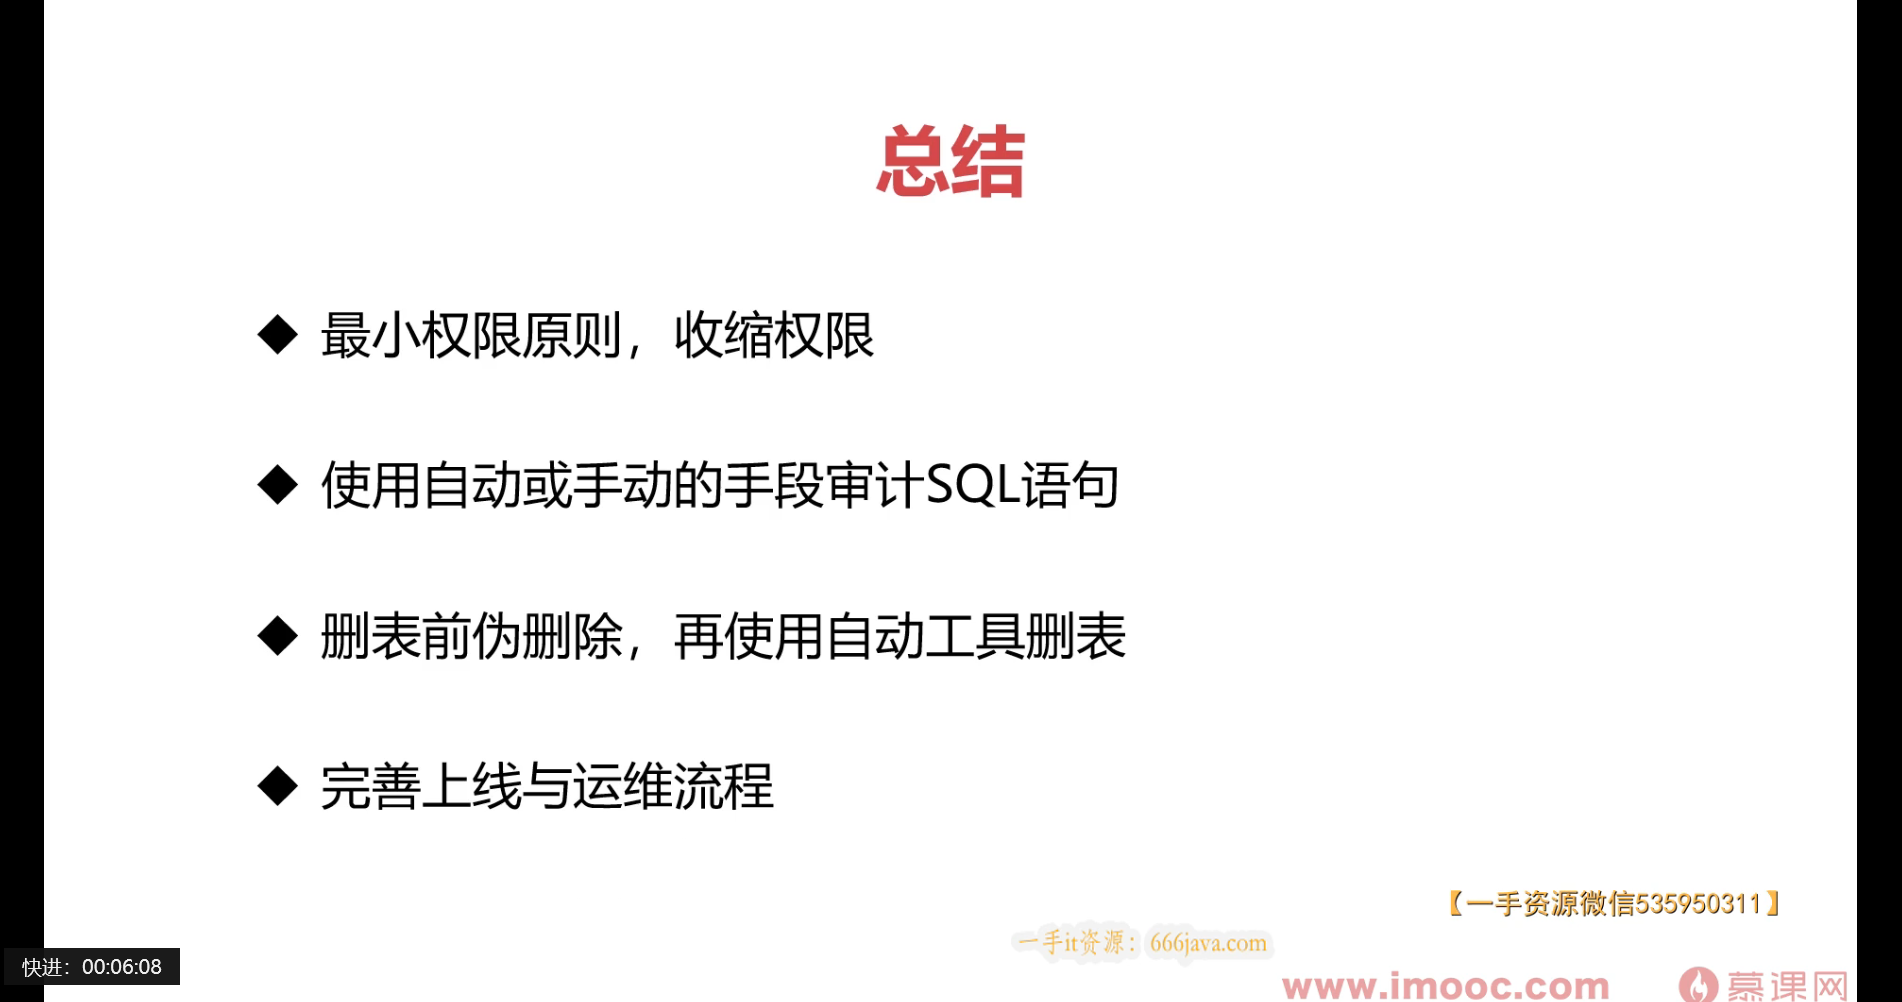 总结
◆ 最小权限原则，收缩权限
◆ 使用自动或手动的手段审计SQL语句
◆ 删表前伪删除，再使用自动工具删表
◆ 完善上线与运维流程
【一手资源微信535950311】
一手it资源：666java.com
快进：00:06:08
www.imooc.com 慕课网